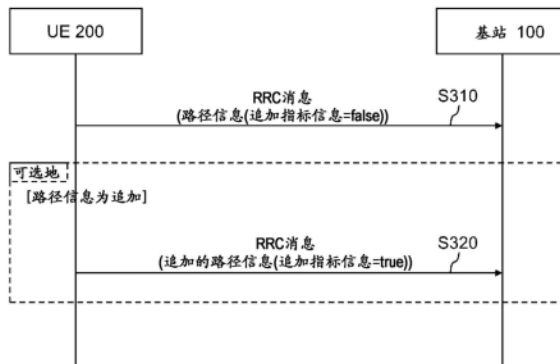 UE 200
基站 100
RRC消息
(路径信息(追加指标信息=false))
S310
可选地
[路径信息为追加]
RRC消息
(追加的路径信息(追加指标信息=true))
S320